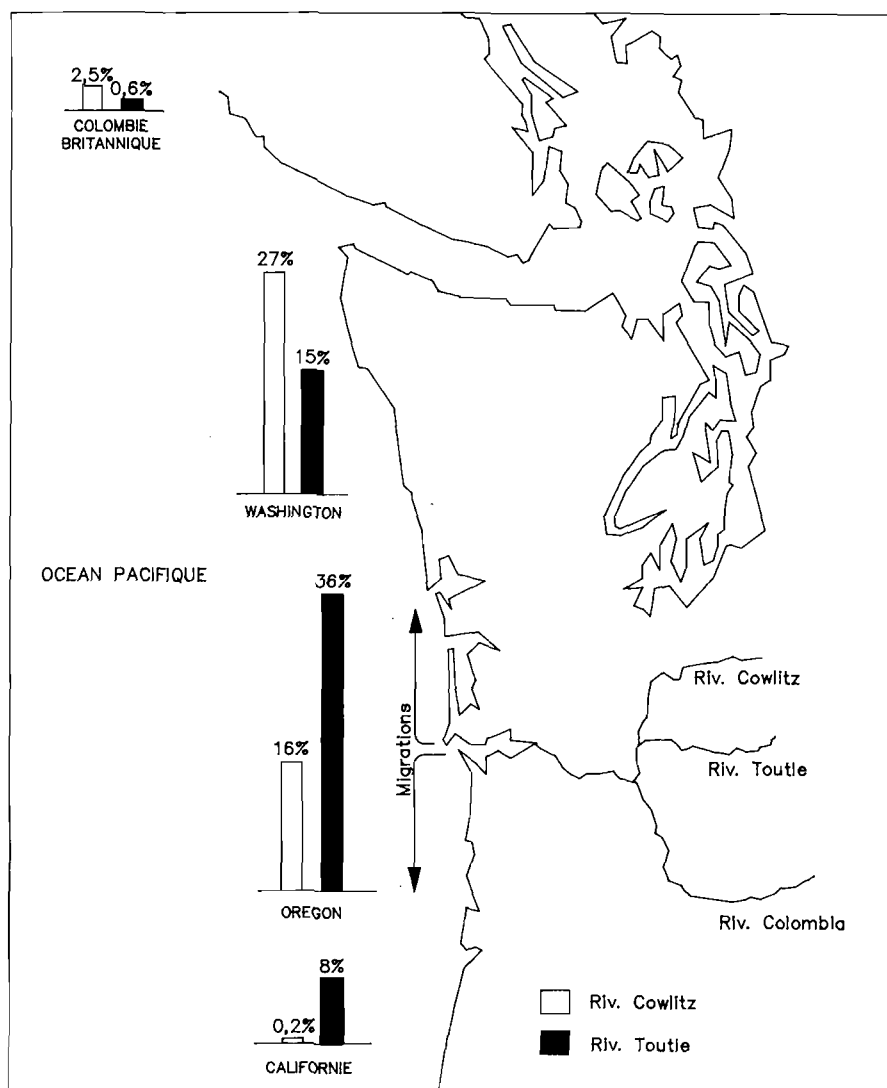 2,5%
0,6%
COLOMBIE
BRITANNIQUE
27%
15%
WASHINGTON
OCEAN PACIFIQUE
36%
16%
OREGON
Migrations
Riv. Cowlitz
Riv. Toutle
Riv. Colombia
8%
0,2%
CALIFORNIE
Riv. Cowlitz
Riv. Toutle